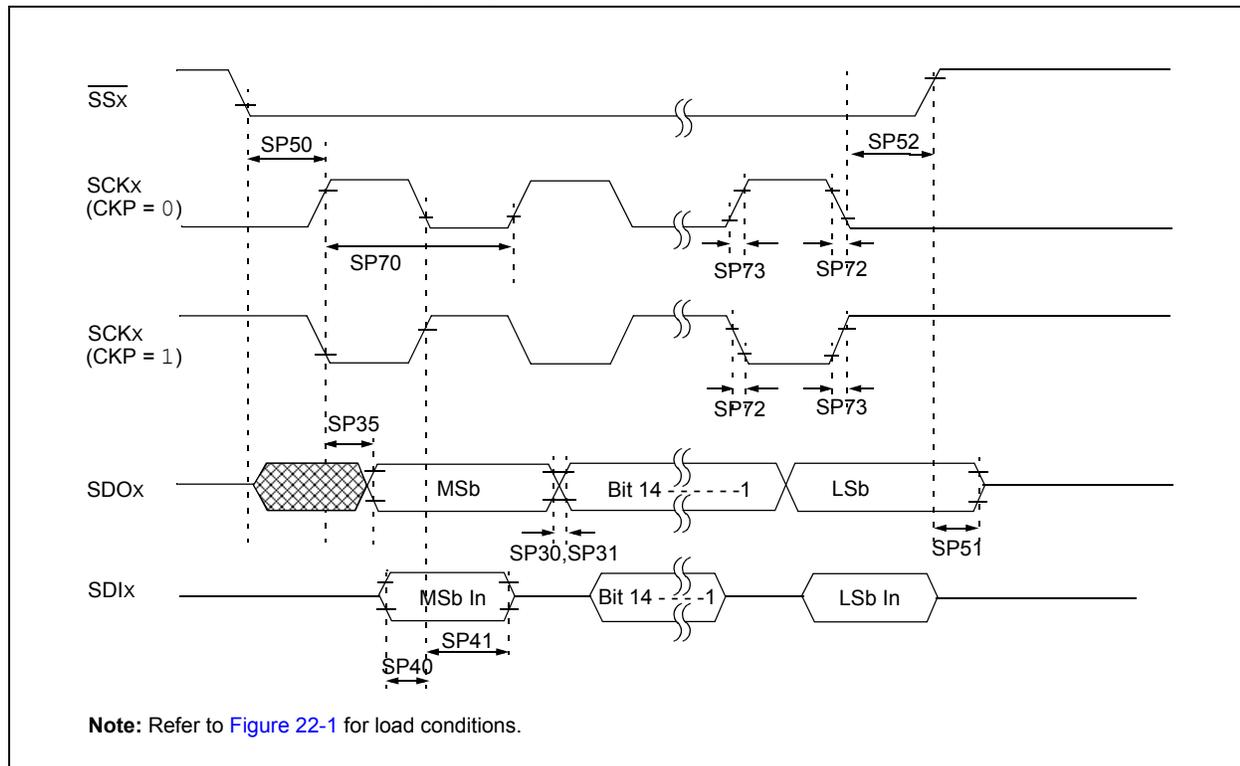 SSx
SP50
SP52
SCKx
(CKP = 0)
SP70
SP73
SP72
SCKx
(CKP = 1)
SP72
SP73
SP35
SDOx
MSb
Bit 14 - - - - - -1
LSb
SP30,SP31
SP51
SDIx
MSb In
Bit 14 - - - -1
LSb In
SP41
SP40
Note: Refer to Figure 22-1 for load conditions.